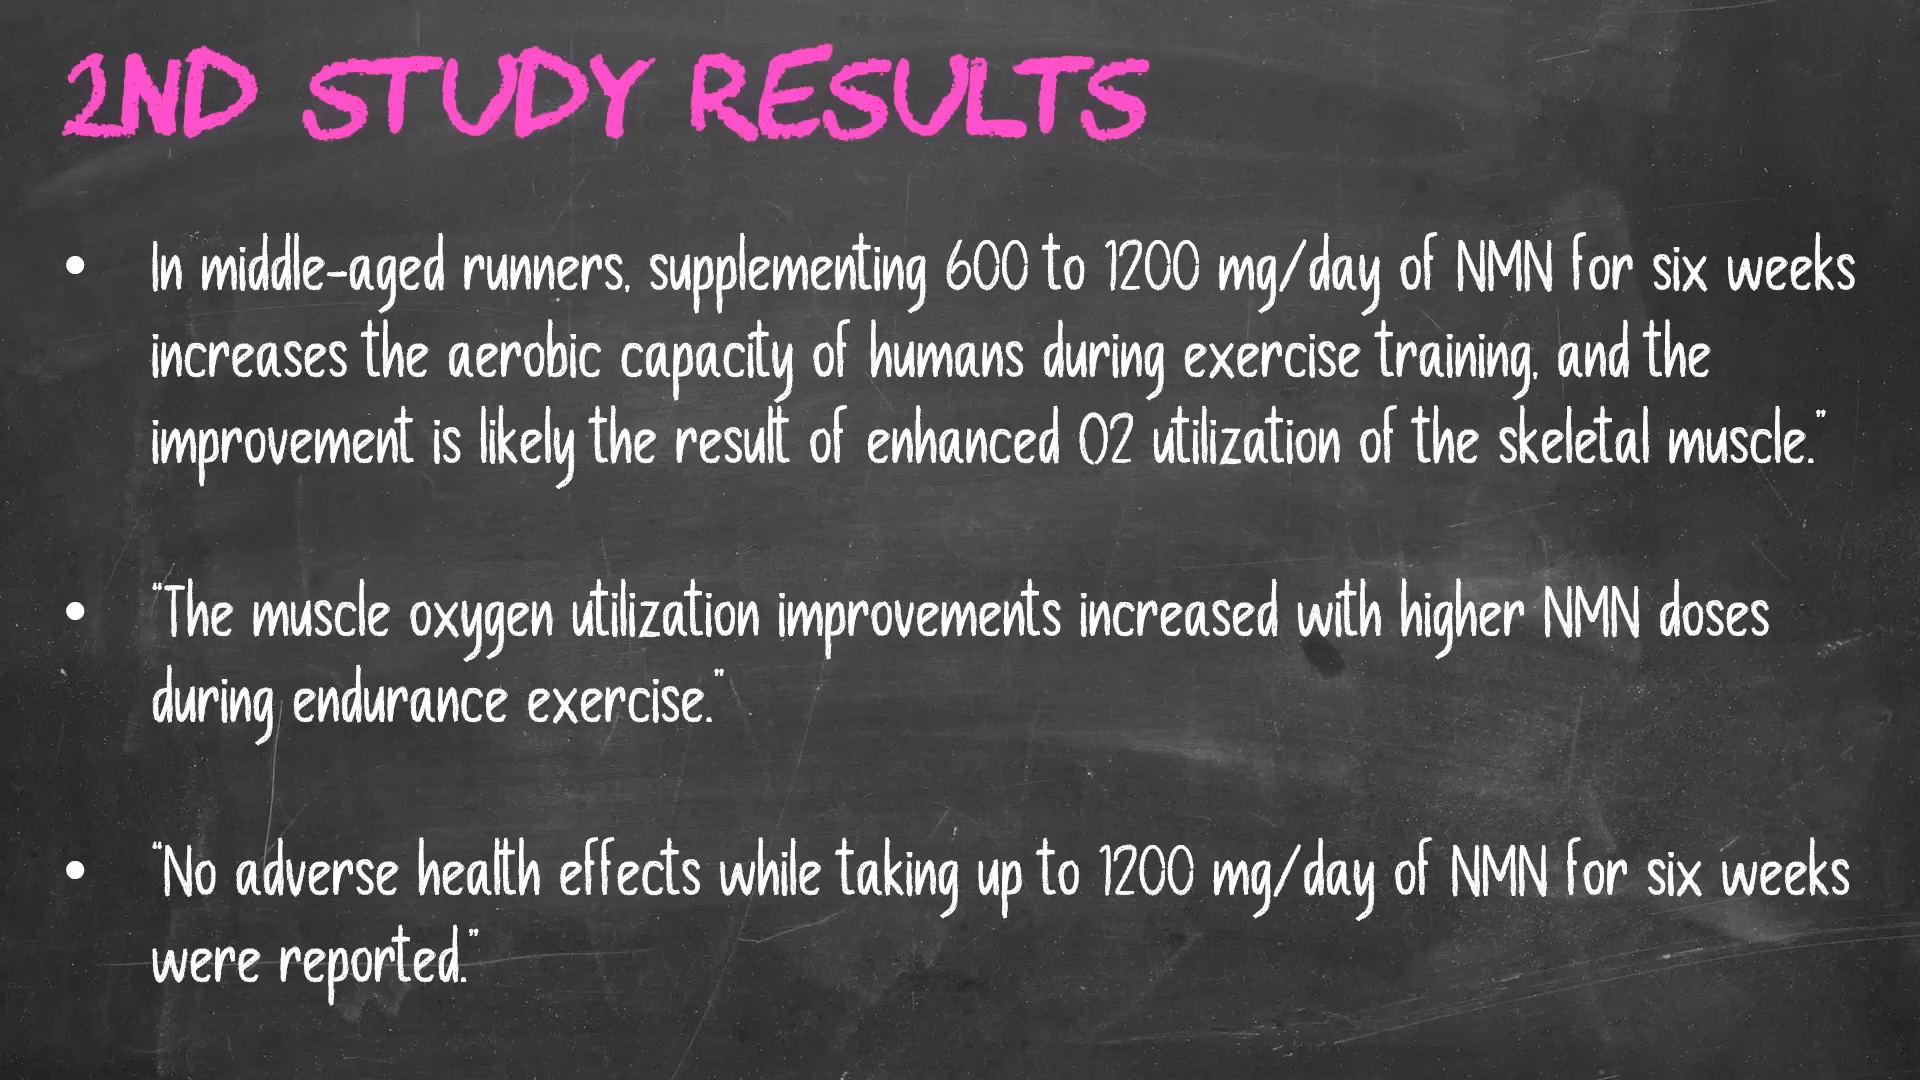 2ND STUDY RESULTS
• In middle-aged runners, supplementing 600 to 1200 mg/day of NMN for six weeks
increases the aerobic capacity of humans during exercise training, and the
improvement is likely the result of enhanced O2 utilization of the skeletal muscle."
• "The muscle oxygen utilization improvements increased with higher NMN doses
during endurance exercise."
• "No adverse health effects while taking up to 1200 mg/day of NMN for six weeks
were reported."